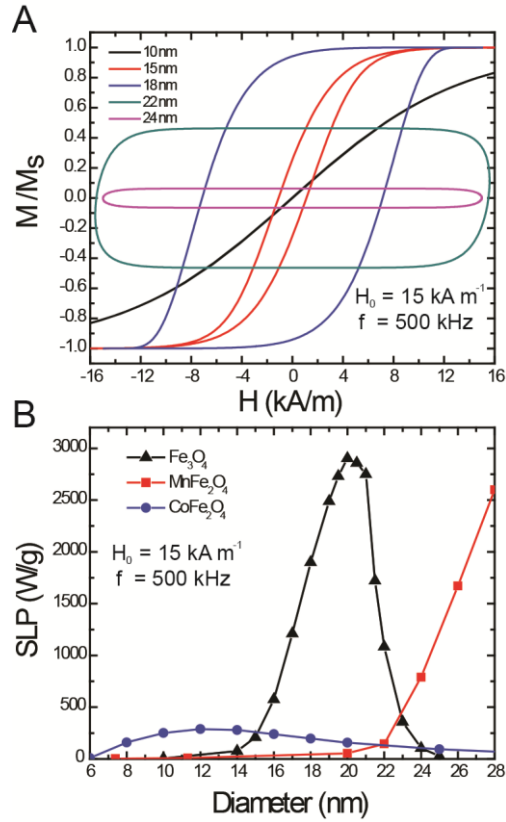 A
1.0
0.8
0.6
0.4
0.2
0.0
-0.2
-0.4
-0.6
-0.8
-1.0
M/Mₛ
10nm
15nm
18nm
22nm
24nm
H₀ = 15 kA m⁻¹
f = 500 kHz
-16 -12 -8 -4 0 4 8 12 16
H (kA/m)
B
3000
2500
2000
1500
1000
500
0
SLP (W/g)
Fe₃O₄
MnFe₂O₄
CoFe₂O₄
H₀ = 15 kA m⁻¹
f = 500 kHz
6 8 10 12 14 16 18 20 22 24 26 28
Diameter (nm)